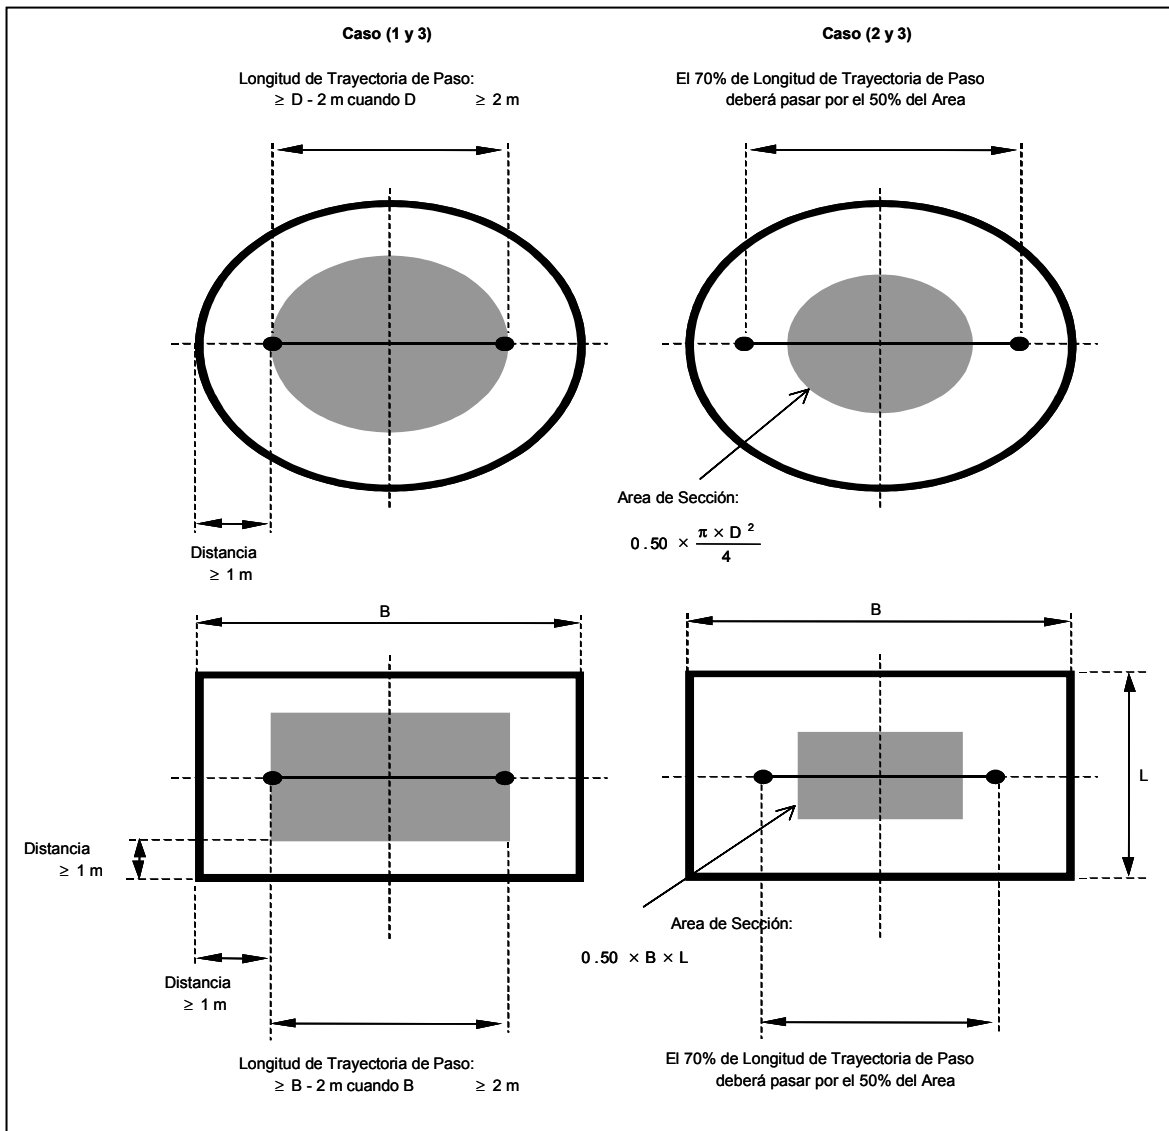 Caso (1 y 3)
Caso (2 y 3)
Longitud de Trayectoria de Paso:
≥ D - 2 m cuando D ≥ 2 m
El 70% de Longitud de Trayectoria de Paso
deberá pasar por el 50% del Area
Area de Sección:
0.50 × π × D ² / 4
Distancia
≥ 1 m
B
B
L
Distancia
≥ 1 m
Area de Sección:
0.50 × B × L
Distancia
≥ 1 m
Longitud de Trayectoria de Paso:
≥ B - 2 m cuando B ≥ 2 m
El 70% de Longitud de Trayectoria de Paso
deberá pasar por el 50% del Area